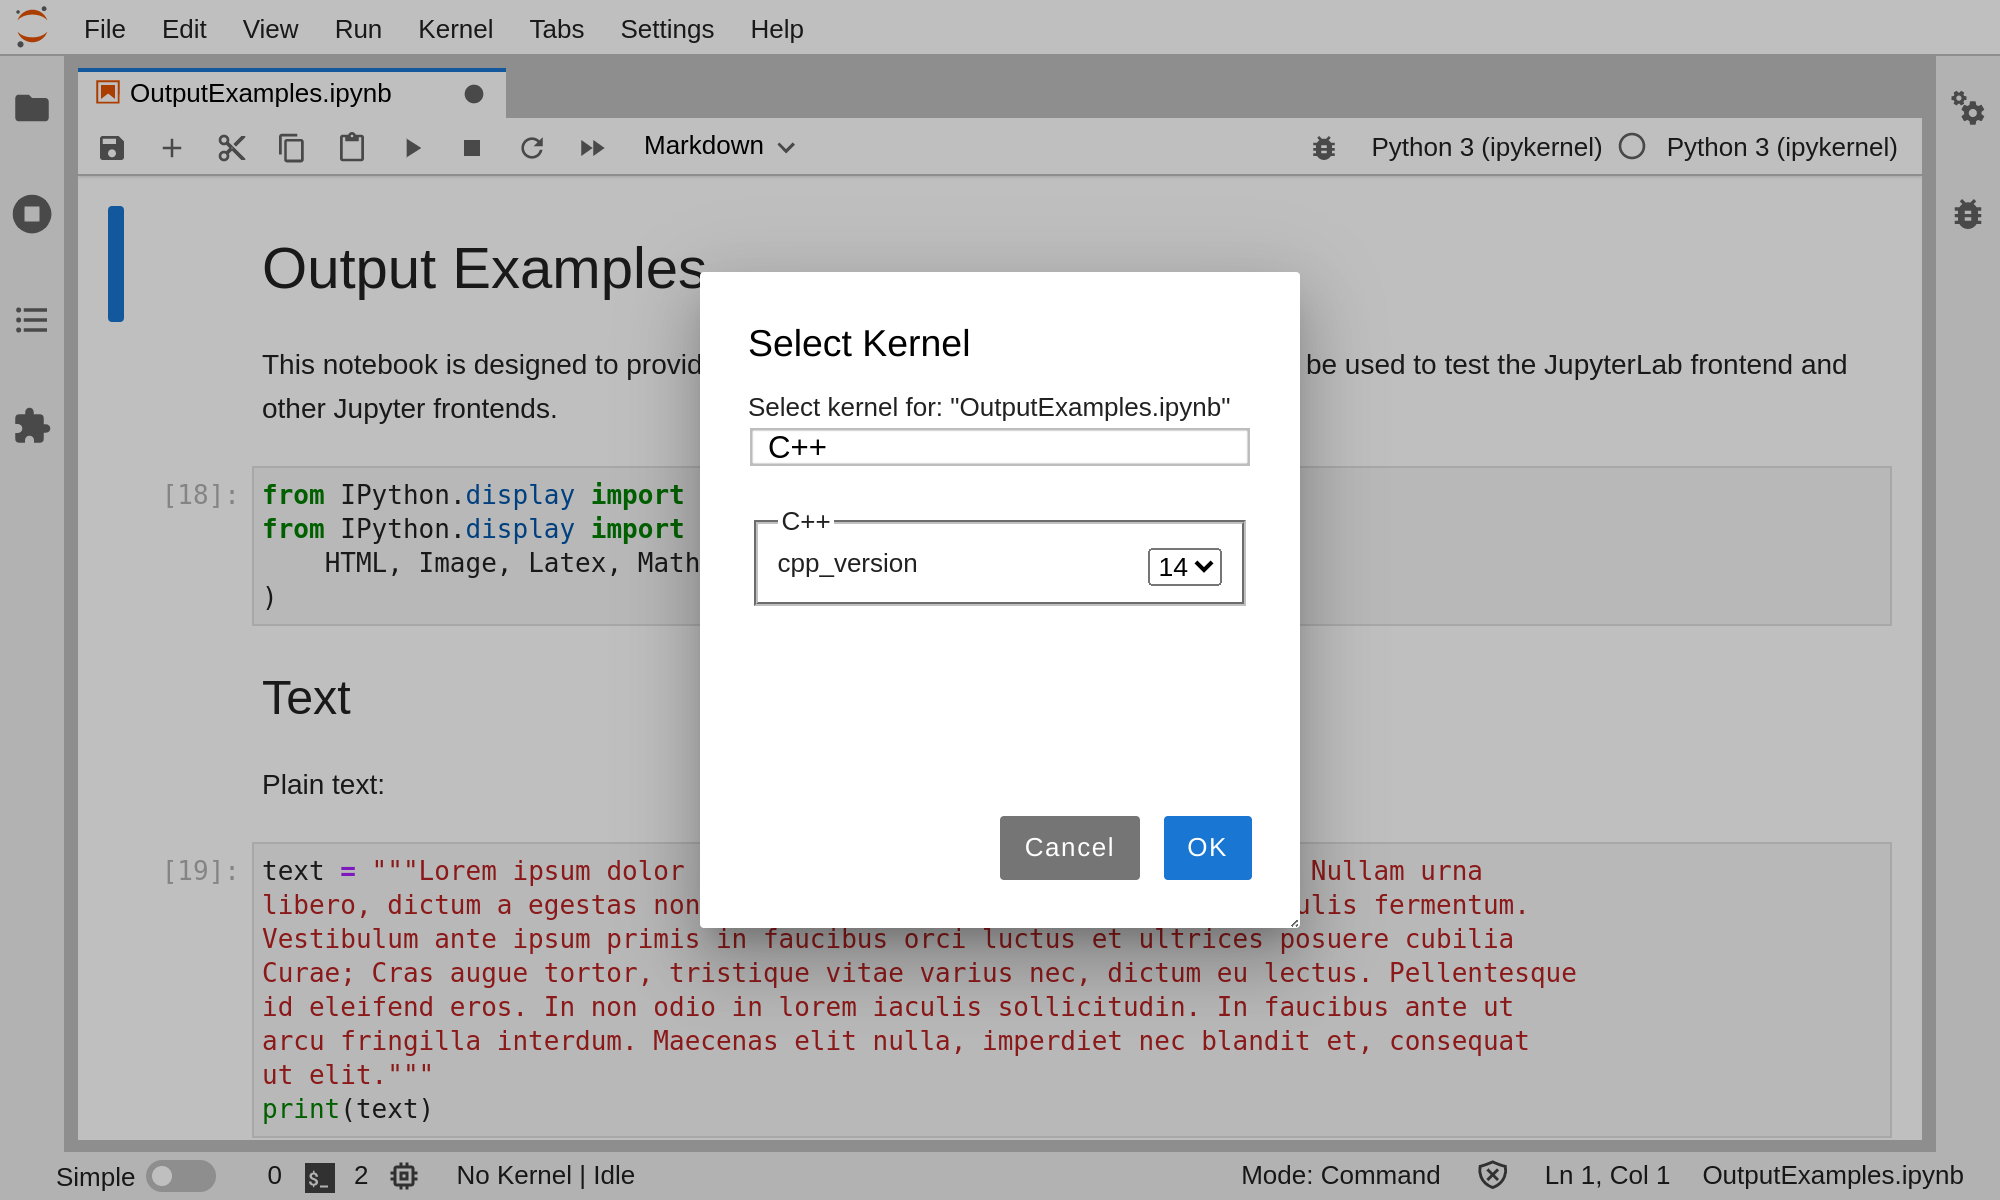 File Edit View Run Kernel Tabs Settings Help
OutputExamples.ipynb
Markdown
Python 3 (ipykernel) Python 3 (ipykernel)
Output Examples
This notebook is designed to provid
be used to test the JupyterLab frontend and
other Jupyter frontends.
[18]:
from IPython.display import
from IPython.display import
HTML, Image, Latex, Math
)
Text
Plain text:
[19]:
text = """Lorem ipsum dolor
Nullam urna
libero, dictum a egestas non
ulis fermentum.
Vestibulum ante ipsum primis in faucibus orci luctus et ultrices posuere cubilia
Curae; Cras augue tortor, tristique vitae varius nec, dictum eu lectus. Pellentesque
id eleifend eros. In non odio in lorem iaculis sollicitudin. In faucibus ante ut
arcu fringilla interdum. Maecenas elit nulla, imperdiet nec blandit et, consequat
ut elit."""
print(text)
Select Kernel
Select kernel for: "OutputExamples.ipynb"
C++
C++
cpp_version 14
Cancel OK
Simple 0 $_ 2 No Kernel | Idle Mode: Command Ln 1, Col 1 OutputExamples.ipynb